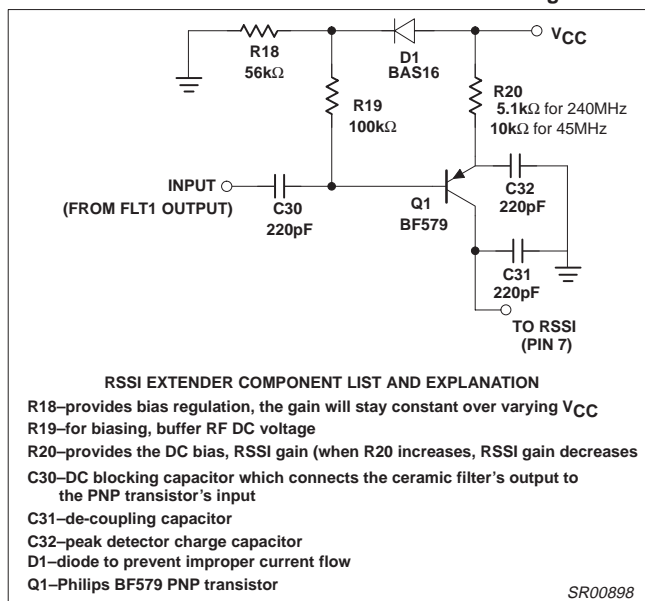 R18
56kΩ
D1
BAS16
VCC
R19
100kΩ
R20
5.1kΩ for 240MHz
10kΩ for 45MHz
INPUT
(FROM FLT1 OUTPUT)
C30
220pF
Q1
BF579
C32
220pF
C31
220pF
TO RSSI
(PIN 7)
RSSI EXTENDER COMPONENT LIST AND EXPLANATION
R18–provides bias regulation, the gain will stay constant over varying VCC
R19–for biasing, buffer RF DC voltage
R20–provides the DC bias, RSSI gain (when R20 increases, RSSI gain decreases
C30–DC blocking capacitor which connects the ceramic filter's output to
the PNP transistor's input
C31–de-coupling capacitor
C32–peak detector charge capacitor
D1–diode to prevent improper current flow
Q1–Philips BF579 PNP transistor
SR00898